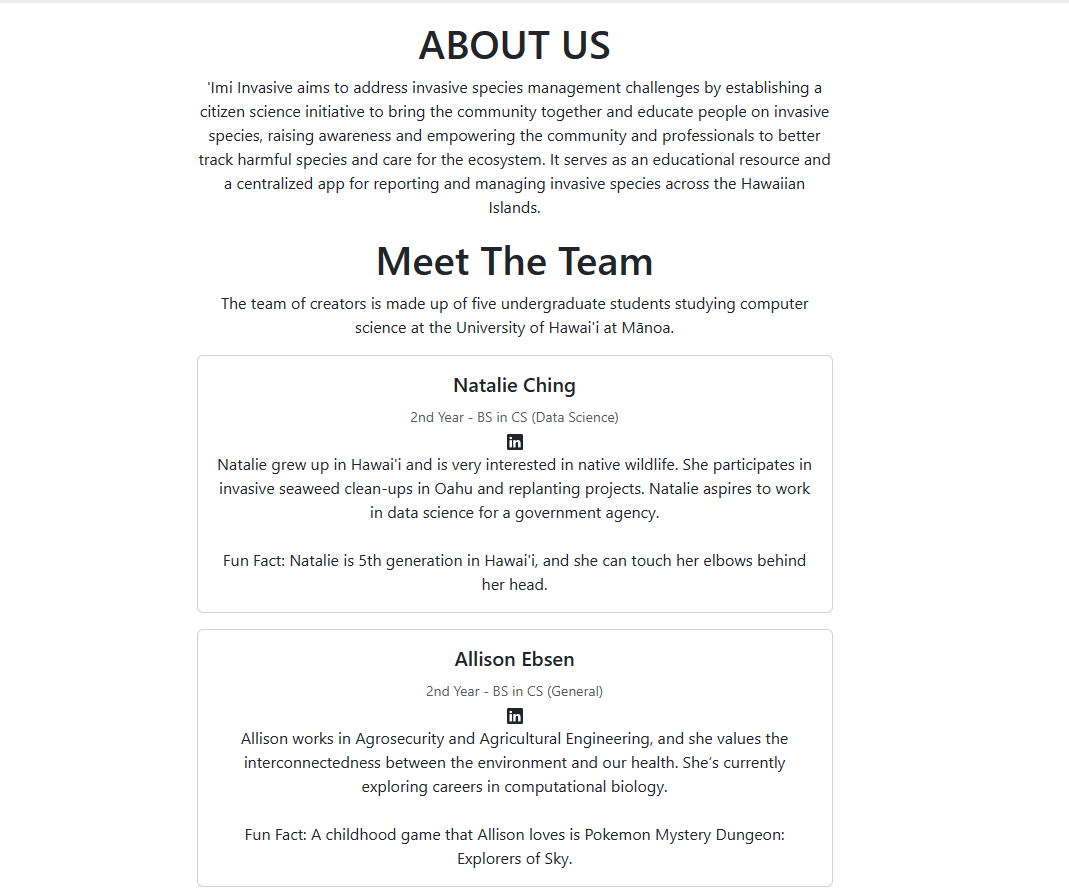 ABOUT US
'Imi Invasive aims to address invasive species management challenges by establishing a
citizen science initiative to bring the community together and educate people on invasive
species, raising awareness and empowering the community and professionals to better
track harmful species and care for the ecosystem. It serves as an educational resource and
a centralized app for reporting and managing invasive species across the Hawaiian
Islands.
Meet The Team
The team of creators is made up of five undergraduate students studying computer
science at the University of Hawai'i at Mānoa.
Natalie Ching
2nd Year - BS in CS (Data Science)
in
Natalie grew up in Hawai'i and is very interested in native wildlife. She participates in
invasive seaweed clean-ups in Oahu and replanting projects. Natalie aspires to work
in data science for a government agency.
Fun Fact: Natalie is 5th generation in Hawai'i, and she can touch her elbows behind
her head.
Allison Ebsen
2nd Year - BS in CS (General)
in
Allison works in Agrosecurity and Agricultural Engineering, and she values the
interconnectedness between the environment and our health. She’s currently
exploring careers in computational biology.
Fun Fact: A childhood game that Allison loves is Pokemon Mystery Dungeon:
Explorers of Sky.